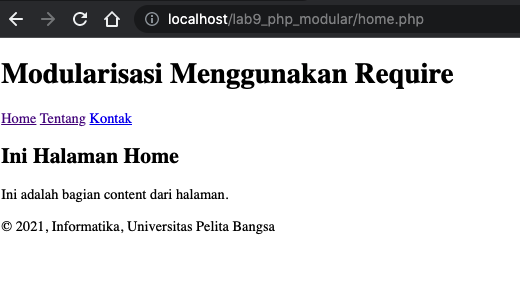 localhost/lab9_php_modular/home.php
Modularisasi Menggunakan Require
Home Tentang Kontak
Ini Halaman Home
Ini adalah bagian content dari halaman.
© 2021, Informatika, Universitas Pelita Bangsa